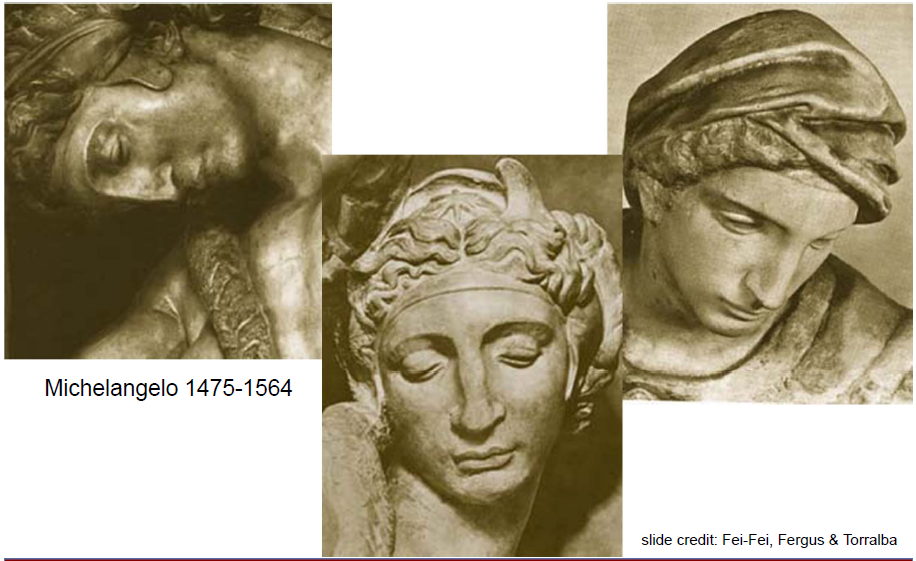 Michelangelo 1475-1564
slide credit: Fei-Fei, Fergus & Torralba